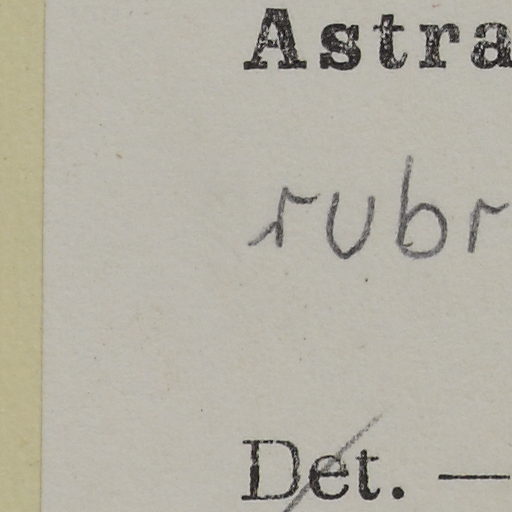 Astra
rubr
Det. —